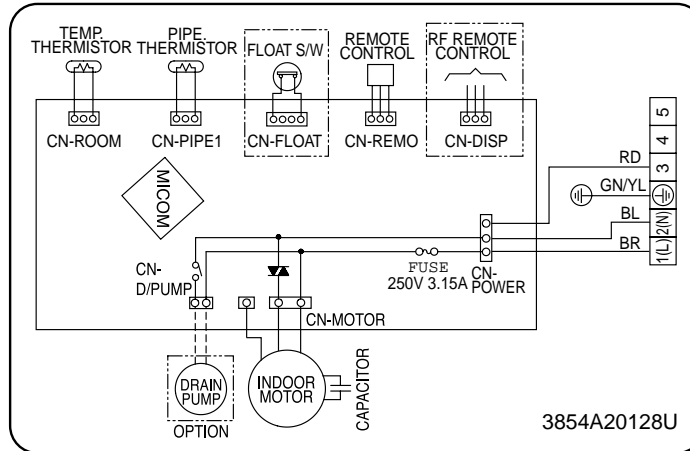 TEMP.
THERMISTOR
PIPE.
THERMISTOR
FLOAT S/W
REMOTE
CONTROL
RF REMOTE
CONTROL
CN-ROOM
CN-PIPE1
CN-FLOAT
CN-REMO
CN-DISP
5
4
3
2(N)
1(L)
RD
GN/YL
BL
BR
MICOM
CN-
D/PUMP
FUSE
250V 3.15A
CN-
POWER
CN-MOTOR
DRAIN
PUMP
OPTION
INDOOR
MOTOR
CAPACITOR
3854A20128U